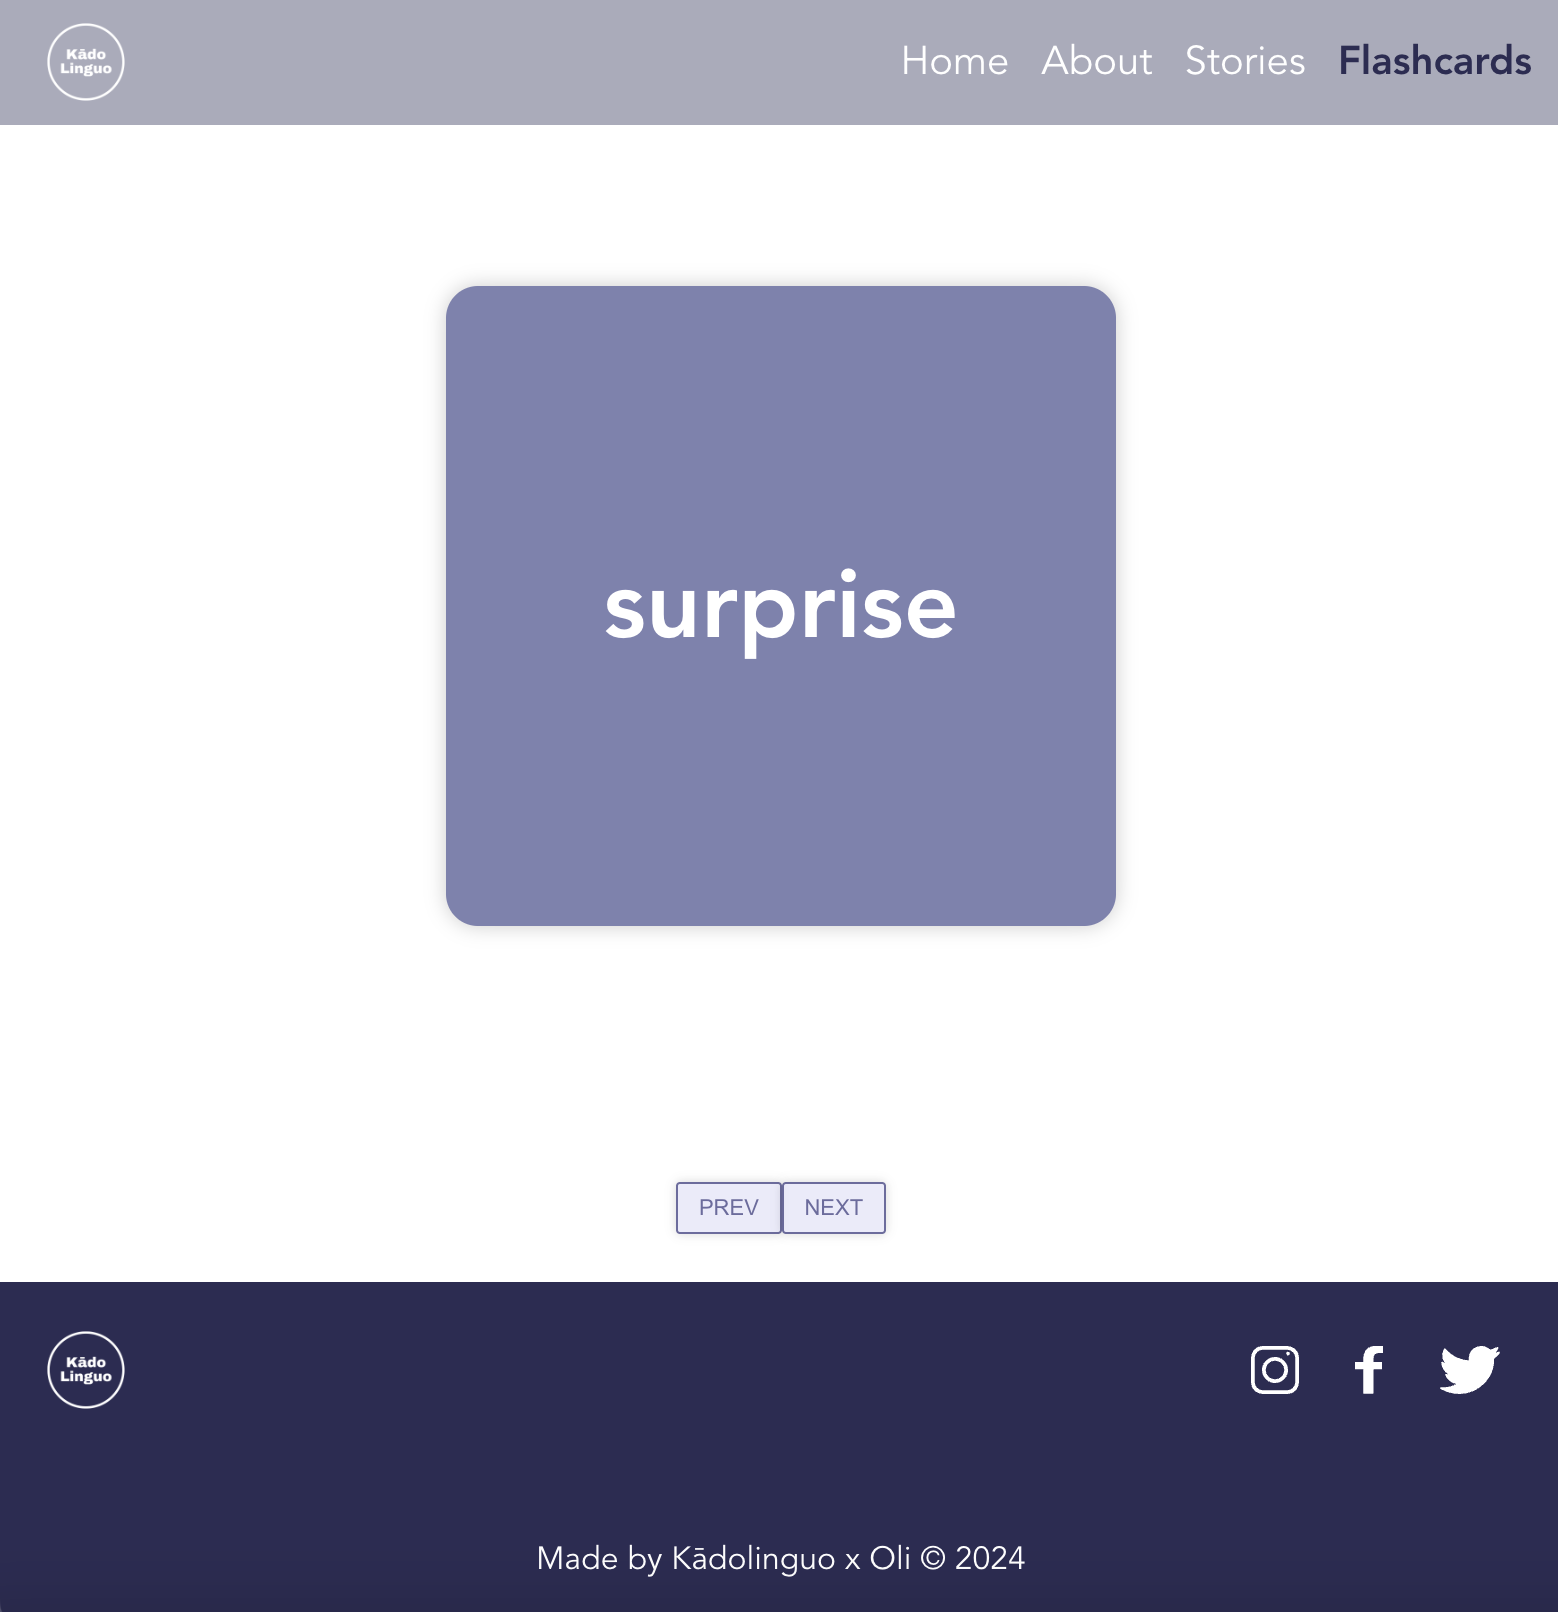 Kādo
Linguo
Home About Stories Flashcards
surprise
PREV NEXT
Kādo
Linguo
Made by Kādolinguo x Oli © 2024